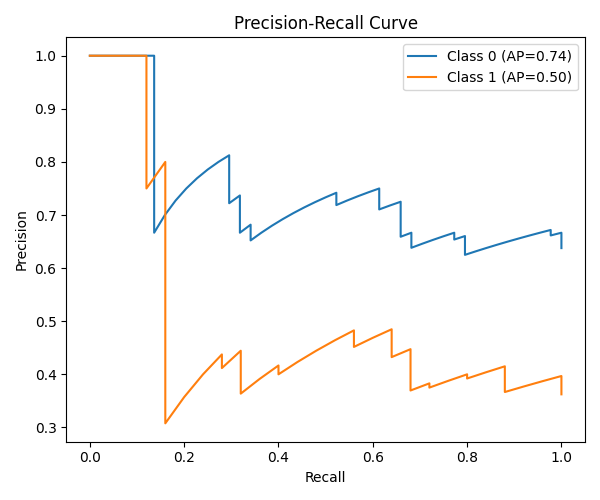 Precision-Recall Curve
Class 0 (AP=0.74)
Class 1 (AP=0.50)
Precision
1.0
0.9
0.8
0.7
0.6
0.5
0.4
0.3
0.0 0.2 0.4 0.6 0.8 1.0
Recall